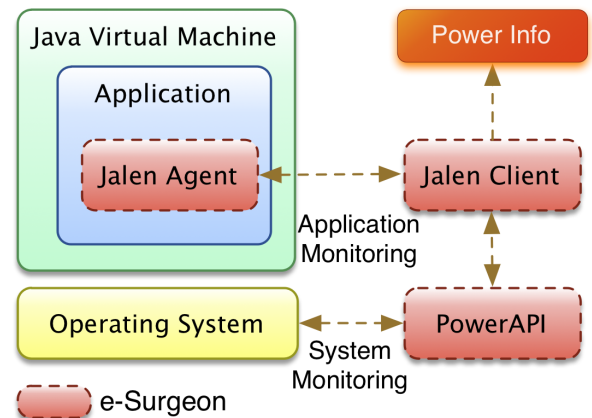 Java Virtual Machine
Power Info
Application
Jalen Agent
Jalen Client
Application
Monitoring
Operating System
PowerAPI
System
Monitoring
e-Surgeon